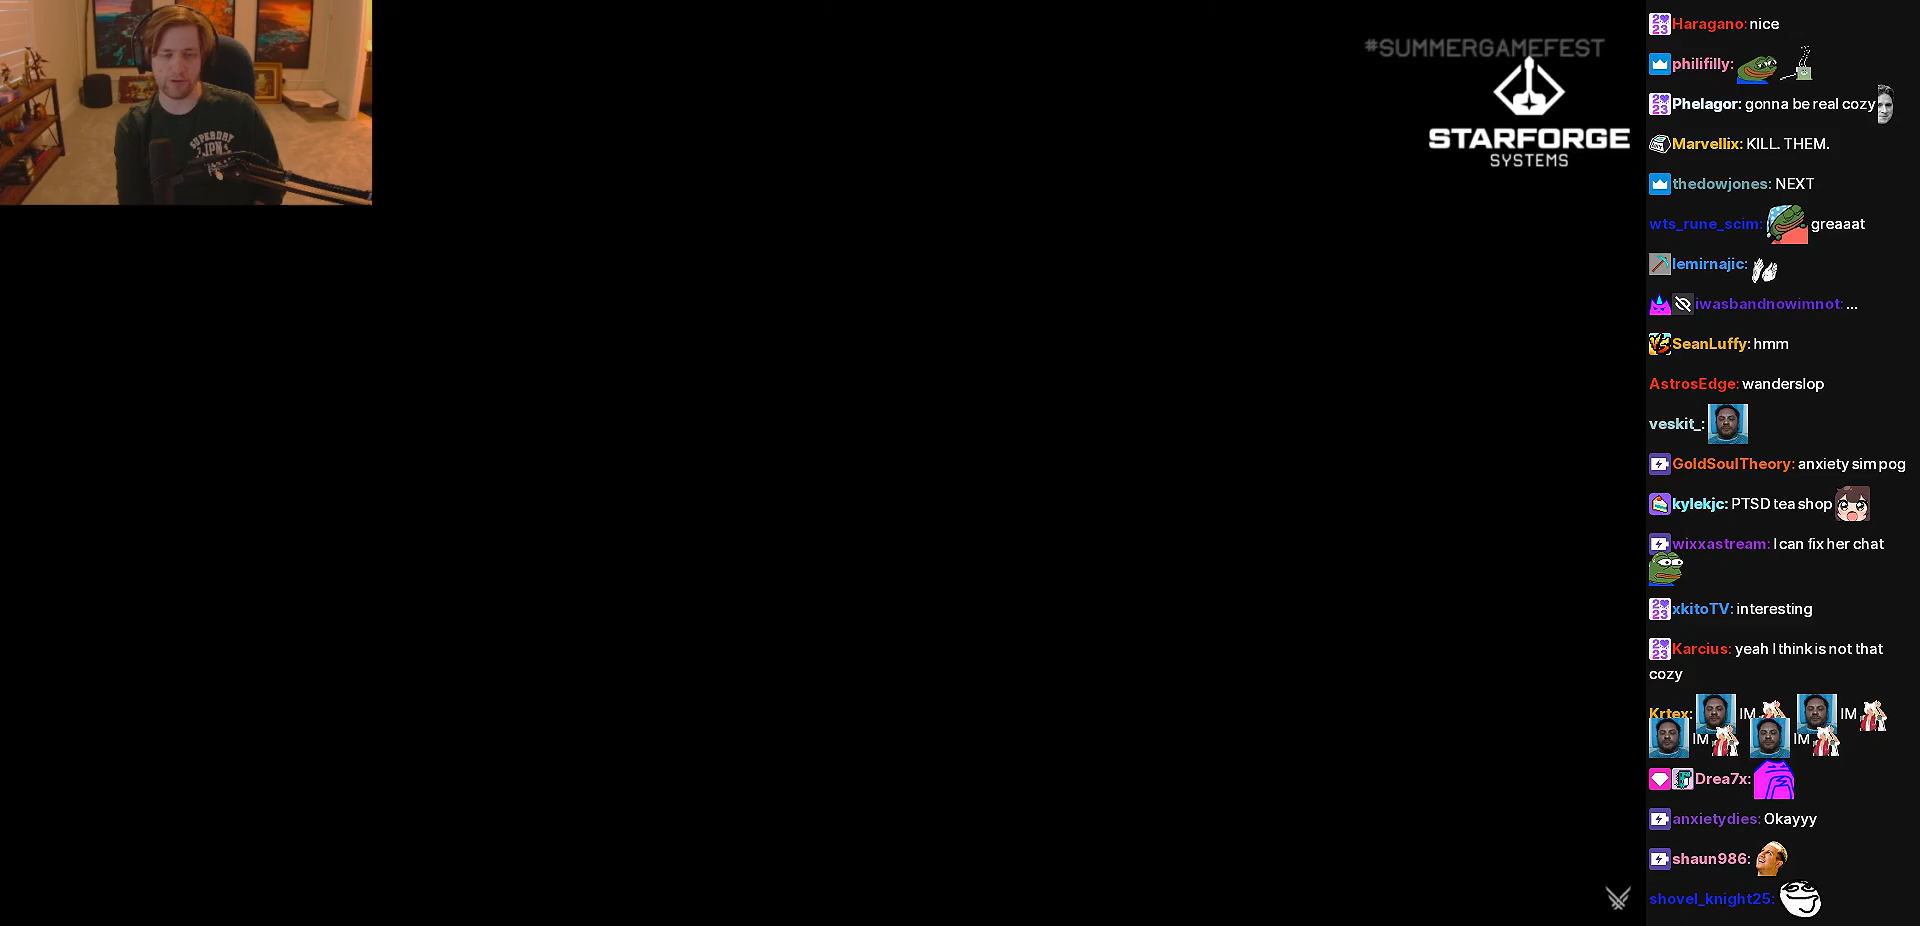 #SUMMERGAMEFEST
STARFORGE
SYSTEMS
SUPERDRY
JPN
Haragano: nice
philifilly:
Phelagor: gonna be real cozy
Marvellix: KILL. THEM.
thedowjones: NEXT
wts_rune_scim: greaaat
lemirnajic:
iwasbandnowimnot: ...
SeanLuffy: hmm
AstrosEdge: wanderslop
veskit_:
GoldSoulTheory: anxiety sim pog
kylekjc: PTSD tea shop
wixxastream: I can fix her chat
xkitoTV: interesting
Karcius: yeah I think is not that
cozy
Krtex: IM IM
IM IM
Drea7x:
anxietydies: Okayyy
shaun986:
shovel_knight25: